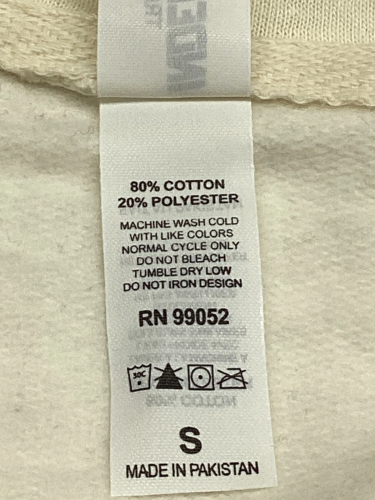 80% COTTON
20% POLYESTER
MACHINE WASH COLD
WITH LIKE COLORS
NORMAL CYCLE ONLY
DO NOT BLEACH
TUMBLE DRY LOW
DO NOT IRON DESIGN
RN 99052
30C
S
MADE IN PAKISTAN